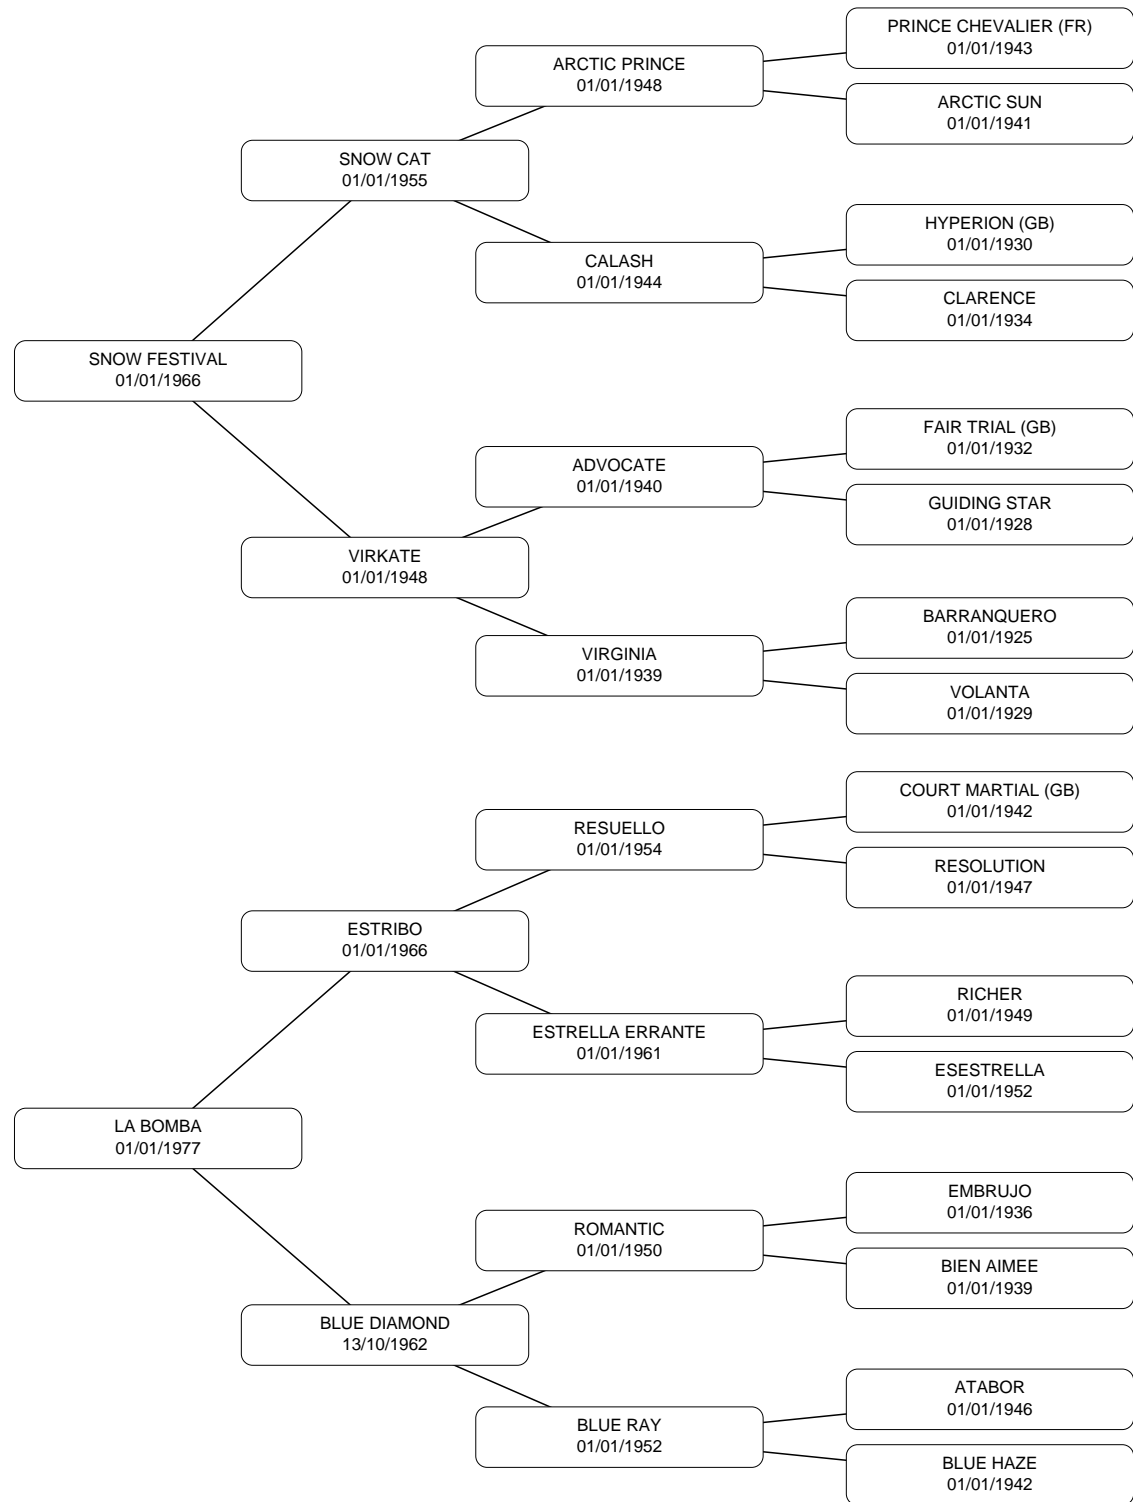 PRINCE CHEVALIER (FR)
01/01/1943
ARCTIC PRINCE
01/01/1948
ARCTIC SUN
01/01/1941
SNOW CAT
01/01/1955
HYPERION (GB)
01/01/1930
CALASH
01/01/1944
CLARENCE
01/01/1934
SNOW FESTIVAL
01/01/1966
FAIR TRIAL (GB)
01/01/1932
ADVOCATE
01/01/1940
GUIDING STAR
01/01/1928
VIRKATE
01/01/1948
BARRANQUERO
01/01/1925
VIRGINIA
01/01/1939
VOLANTA
01/01/1929
COURT MARTIAL (GB)
01/01/1942
RESUELLO
01/01/1954
RESOLUTION
01/01/1947
ESTRIBO
01/01/1966
RICHER
01/01/1949
ESTRELLA ERRANTE
01/01/1961
ESESTRELLA
01/01/1952
LA BOMBA
01/01/1977
EMBRUJO
01/01/1936
ROMANTIC
01/01/1950
BIEN AIMEE
01/01/1939
BLUE DIAMOND
13/10/1962
ATABOR
01/01/1946
BLUE RAY
01/01/1952
BLUE HAZE
01/01/1942